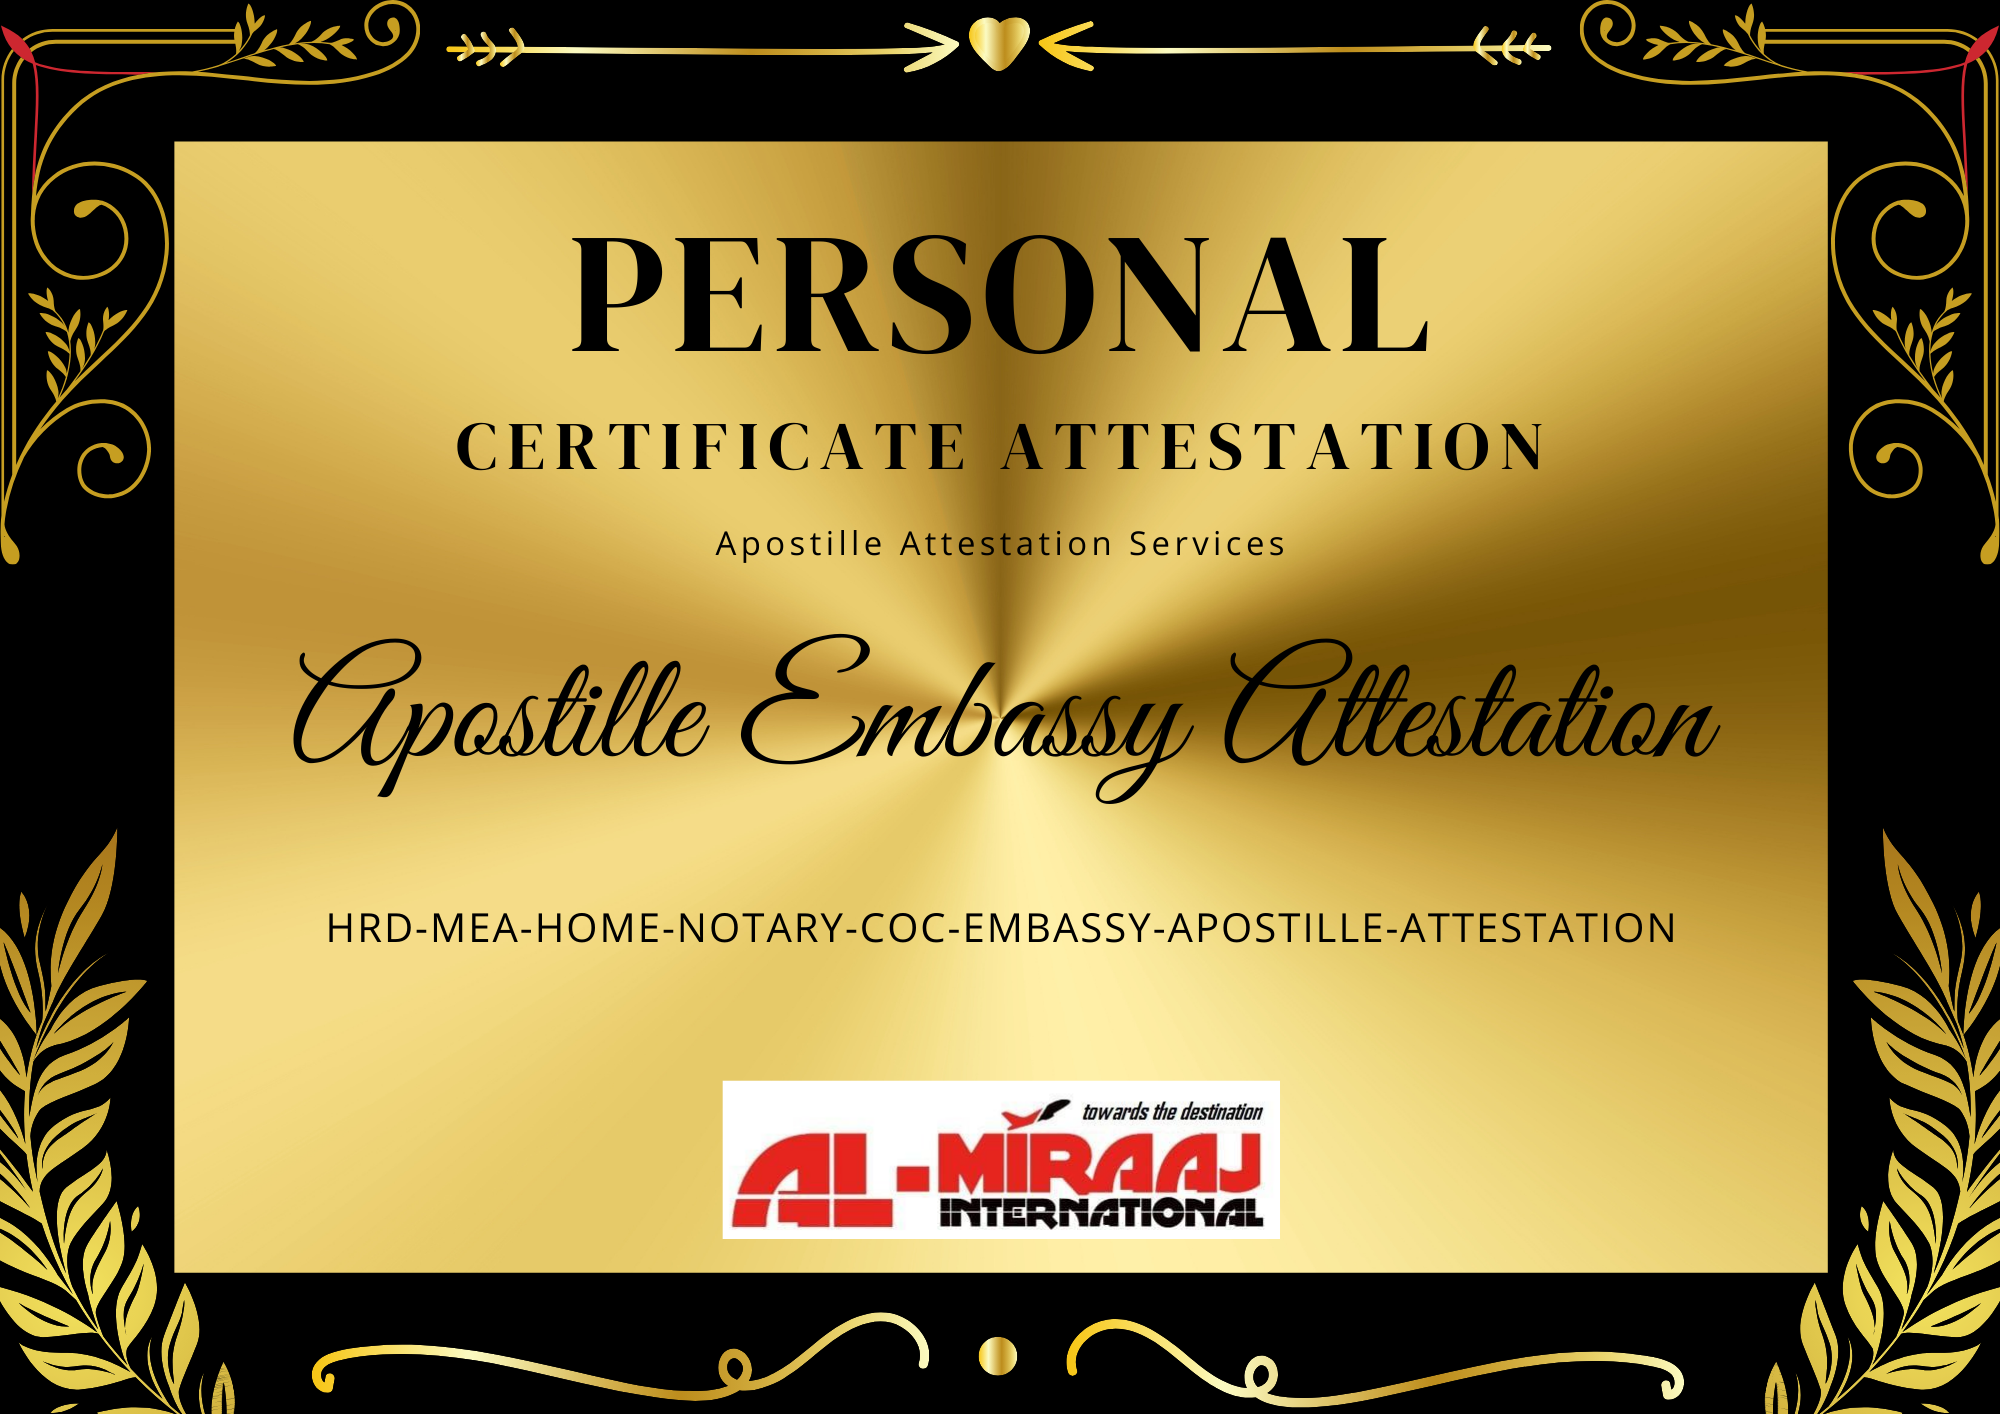 PERSONAL
CERTIFICATE ATTESTATION
Apostille Attestation Services
Apostille Embassy Attestation
HRD-MEA-HOME-NOTARY-COC-EMBASSY-APOSTILLE-ATTESTATION
towards the destination
AL-MIRAAJ
INTERNATIONAL